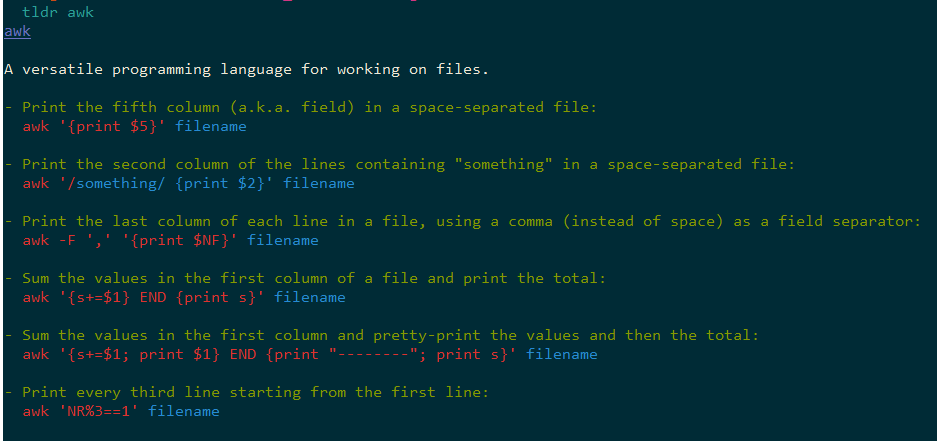 tldr awk
awk
A versatile programming language for working on files.
- Print the fifth column (a.k.a. field) in a space-separated file:
awk '{print $5}' filename
- Print the second column of the lines containing "something" in a space-separated file:
awk '/something/ {print $2}' filename
- Print the last column of each line in a file, using a comma (instead of space) as a field separator:
awk -F ',' '{print $NF}' filename
- Sum the values in the first column of a file and print the total:
awk '{s+=$1} END {print s}' filename
- Sum the values in the first column and pretty-print the values and then the total:
awk '{s+=$1; print $1} END {print "--------"; print s}' filename
- Print every third line starting from the first line:
awk 'NR%3==1' filename